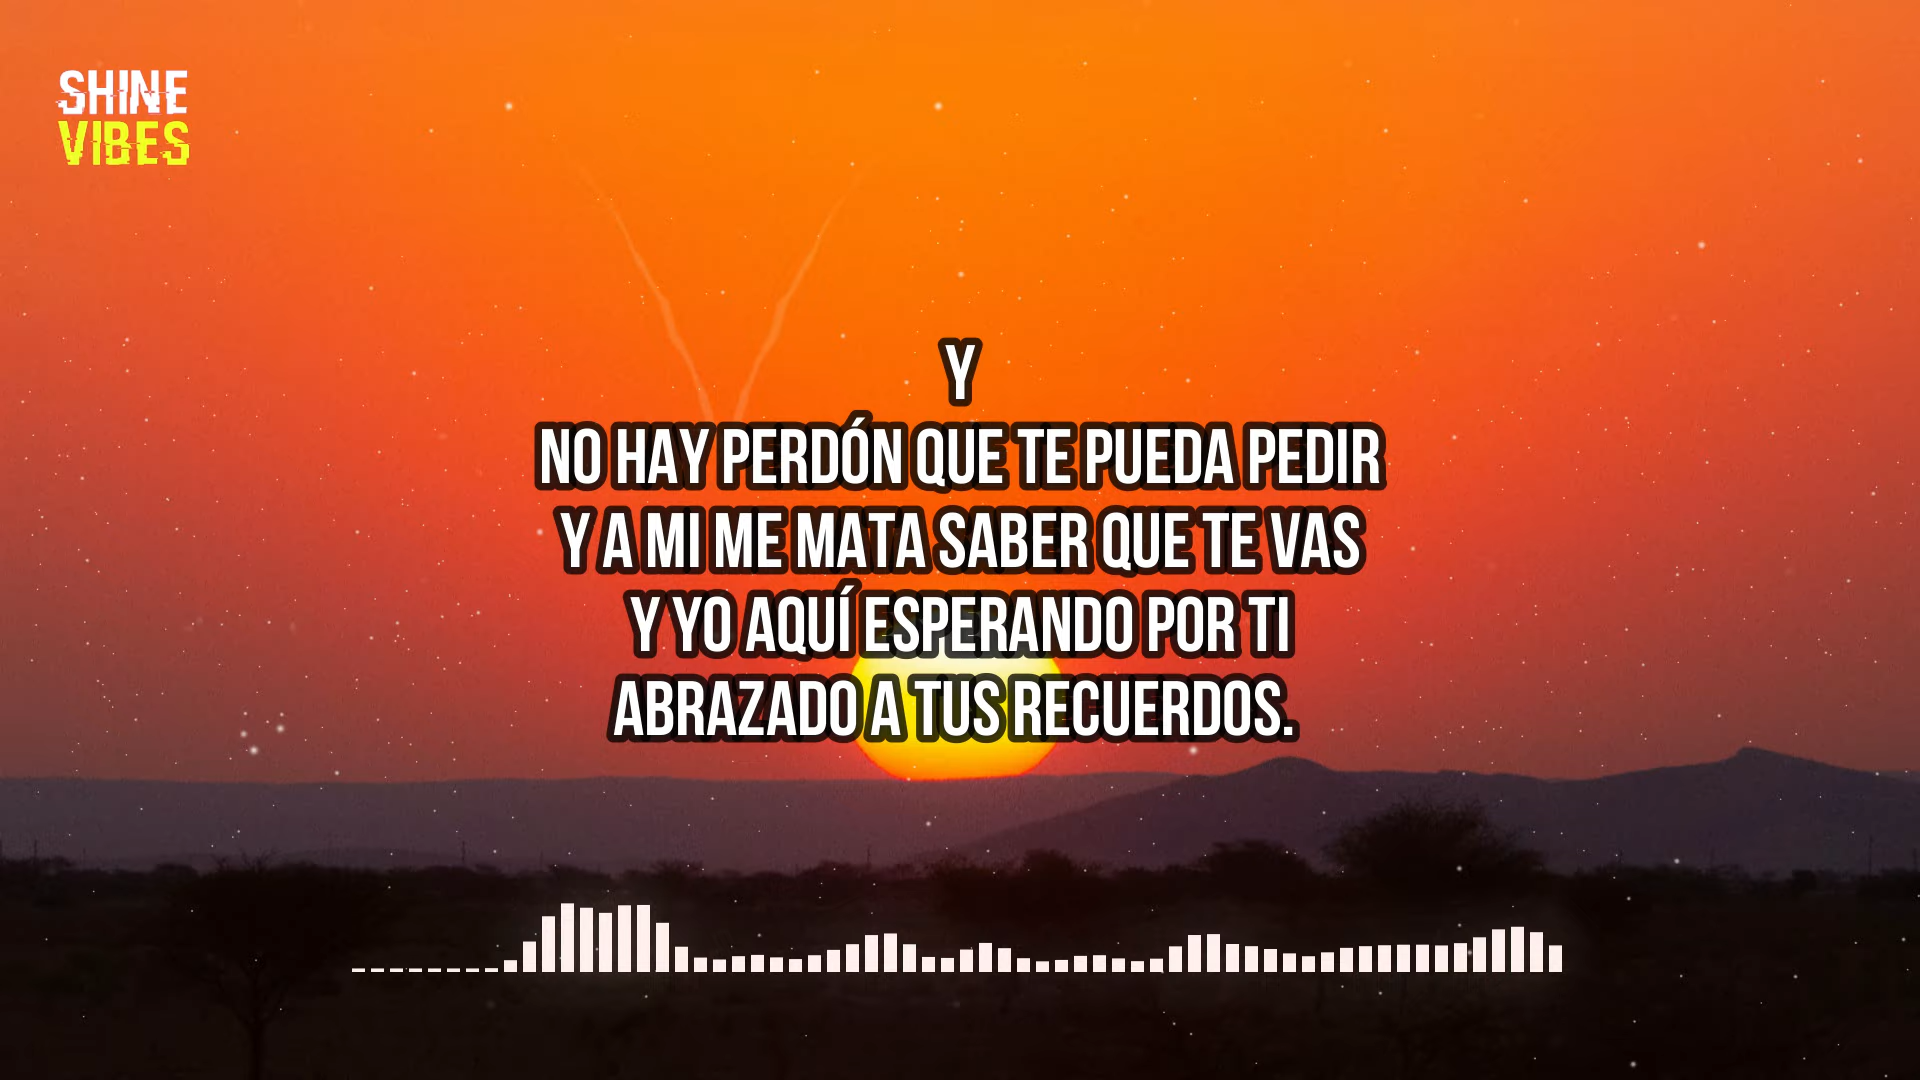 SHINE
VIBES
Y
NO HAY PERDÓN QUE TE PUEDA PEDIR
Y A MI ME MATA SABER QUE TE VAS
Y YO AQUÍ ESPERANDO POR TI
ABRAZADO A TUS RECUERDOS.